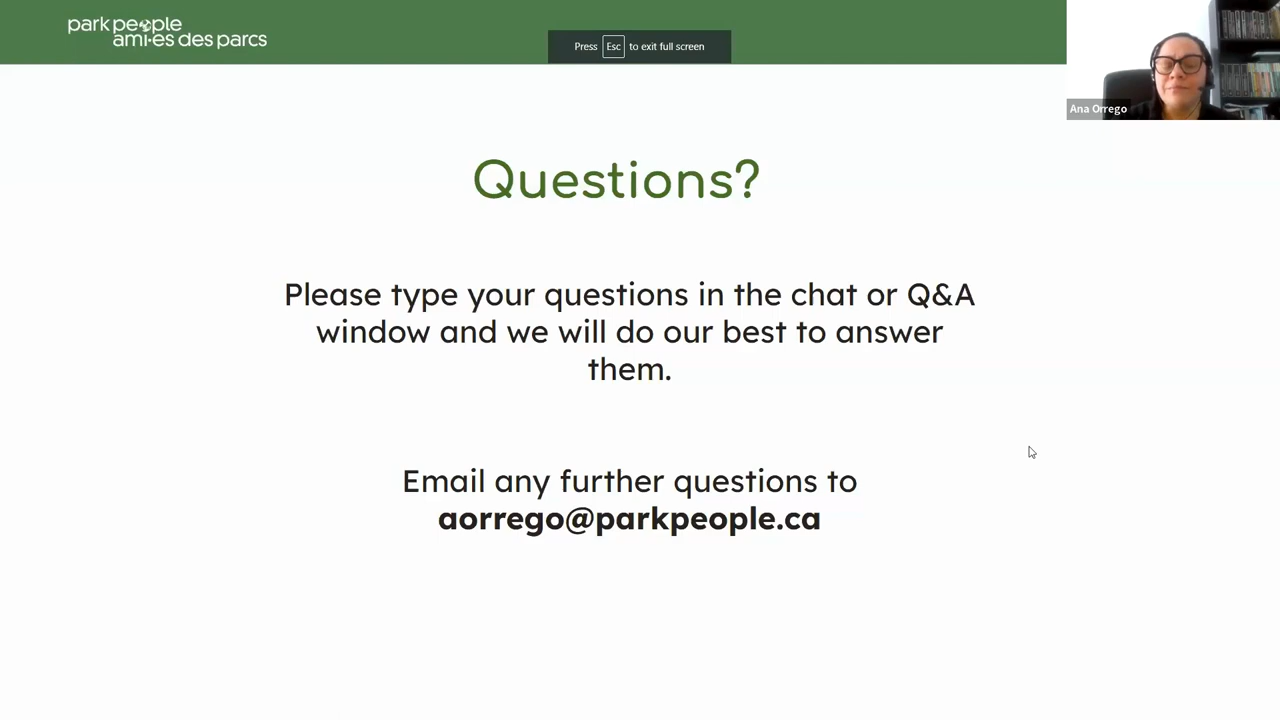 park people
ami·es des parcs
Press Esc to exit full screen
Ana Orrego
Questions?
Please type your questions in the chat or Q&A
window and we will do our best to answer
them.
Email any further questions to
aorrego@parkpeople.ca